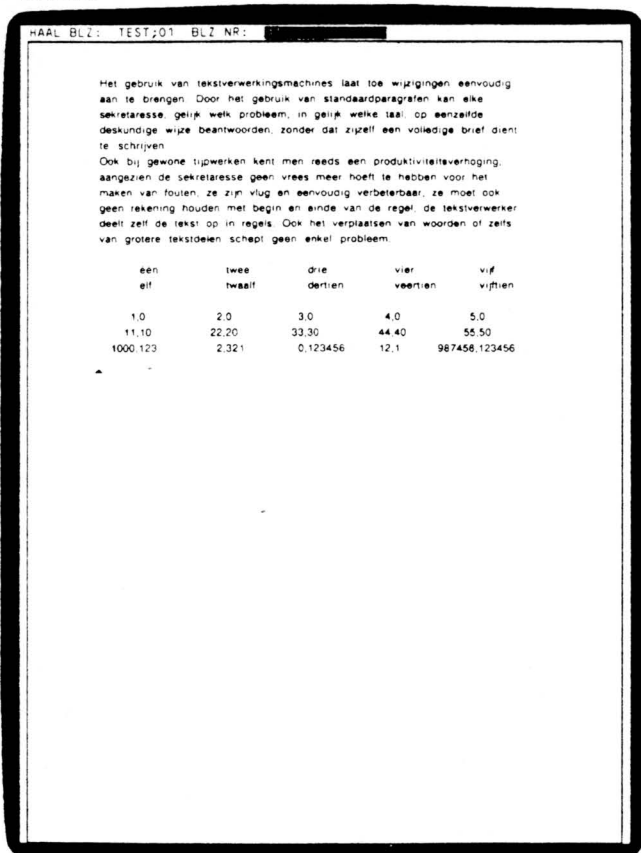 HAAL BLZ: TEST;01 BLZ NR:
Het gebruik van tekstverwerkingsmachines laat toe wijzigingen eenvoudig
aan te brengen. Door het gebruik van standaardparagrafen kan elke
sekretaresse, gelijk welk probleem, in gelijk welke taal, op eenzelfde
deskundige wijze beantwoorden, zonder dat zijzelf een volledige brief dient
te schrijven
Ook bij gewone tijpwerken kent men reeds een produktiviteitsverhoging,
aangezien de sekretaresse geen vrees meer hoeft te hebben voor het
maken van fouten, ze zijn vlug en eenvoudig verbeterbaar, ze moet ook
geen rekening houden met begin en einde van de regel, de tekstverwerker
deelt zelf de tekst op in regels. Ook het verplaatsen van woorden of zelfs
van grotere tekstdelen schept geen enkel probleem.
één twee drie vier vijf
elf twaalf dertien veertien vijftien
1,0 2,0 3,0 4,0 5,0
11,10 22,20 33,30 44,40 55,50
1000,123 2,321 0,123456 12,1 987456,123456